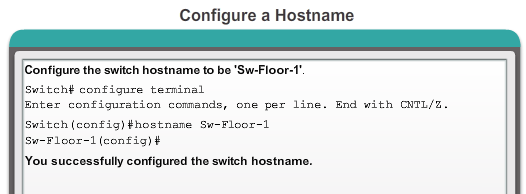 Configure a Hostname
Configure the switch hostname to be 'Sw-Floor-1'.
Switch# configure terminal
Enter configuration commands, one per line. End with CNTL/Z.
Switch(config)#hostname Sw-Floor-1
Sw-Floor-1(config)#
You successfully configured the switch hostname.